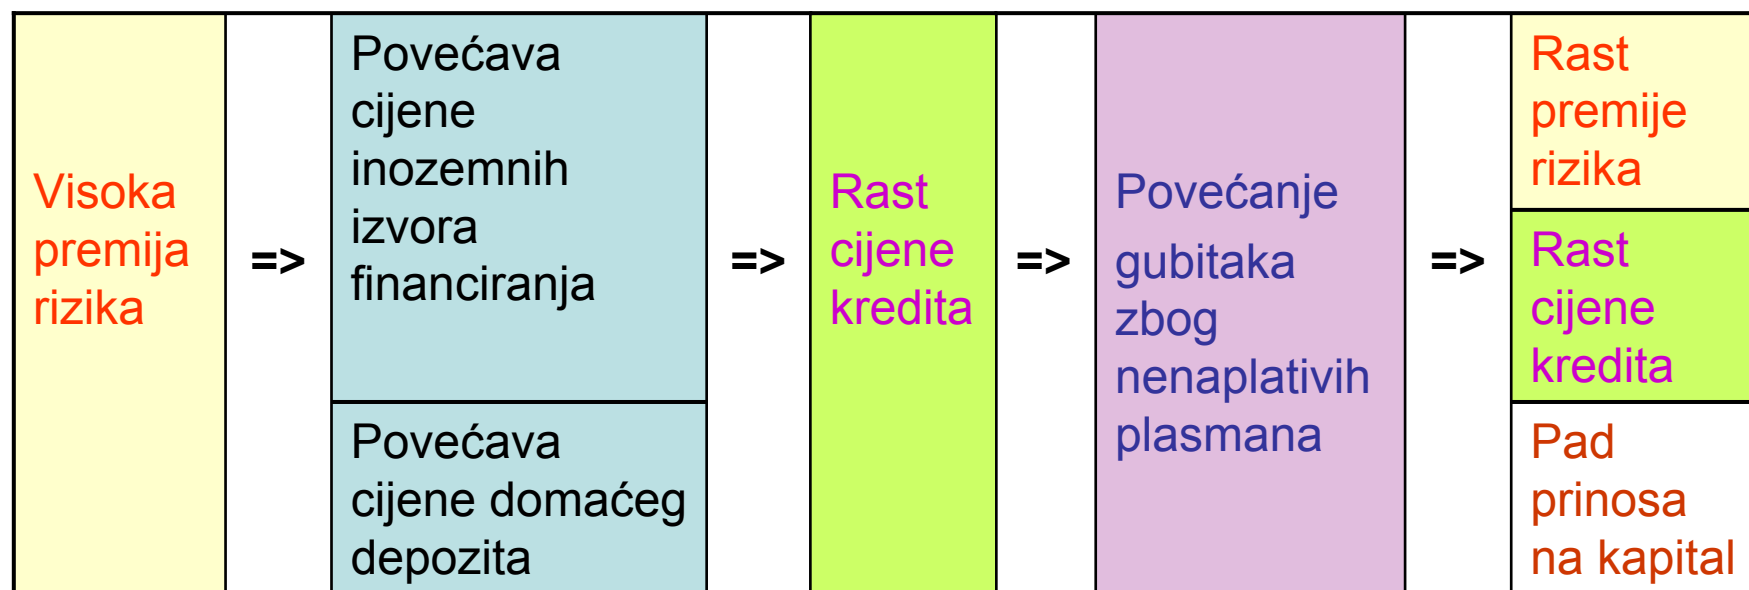 Visoka
premija
rizika
=>
Povećava
cijene
inozemnih
izvora
financiranja
Povećava
cijene domaćeg
depozita
=>
Rast
cijene
kredita
=>
Povećanje
gubitaka
zbog
nenaplativih
plasmana
=>
Rast
premije
rizika
Rast
cijene
kredita
Pad
prinosa
na kapital